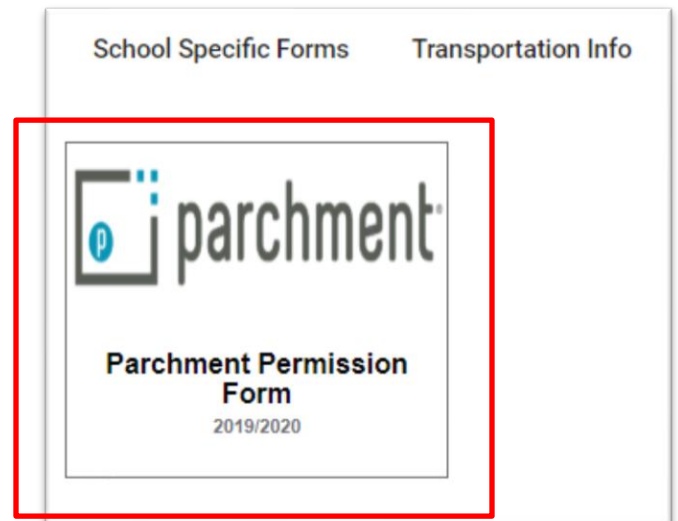 School Specific Forms Transportation Info
p parchment®
Parchment Permission
Form
2019/2020